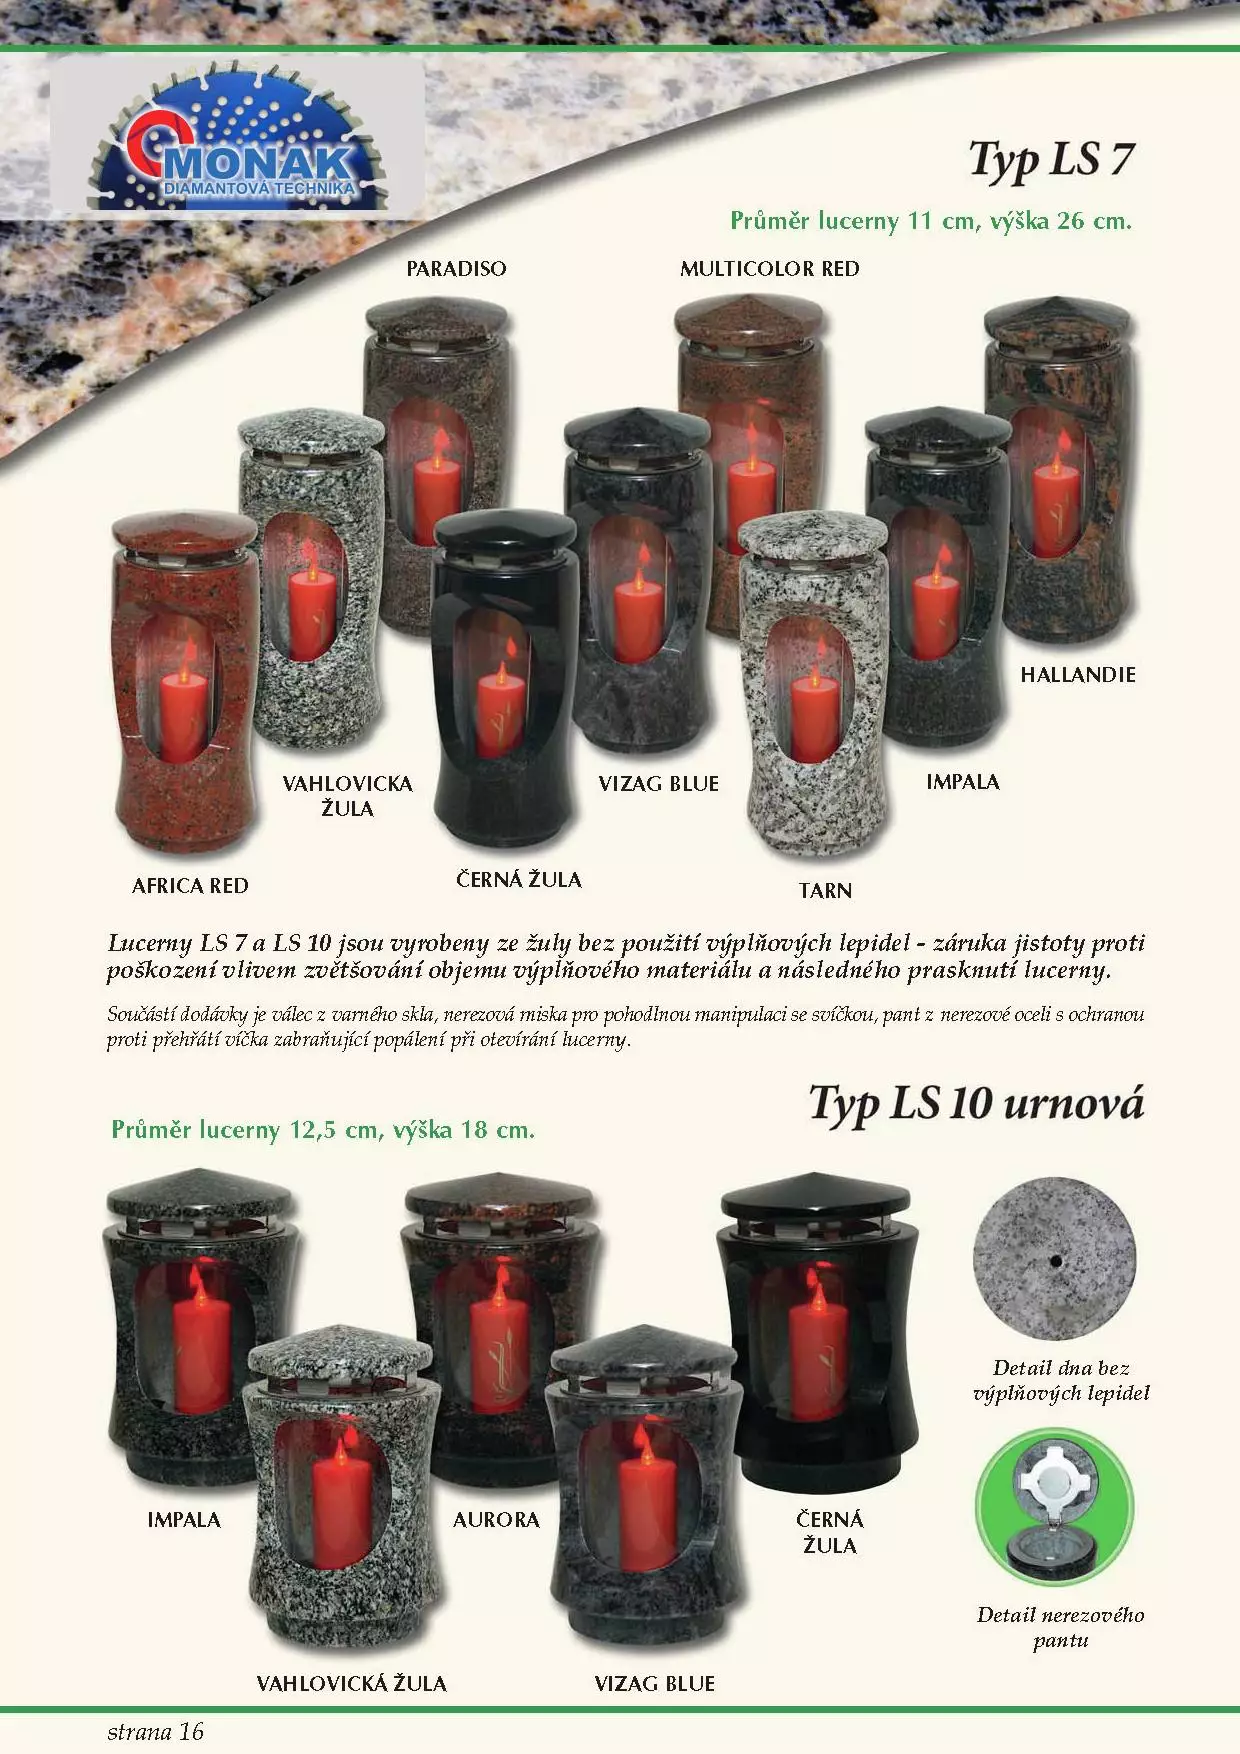 MONAK
DIAMANTOVÁ TECHNIKA
Typ LS 7
Průměr lucerny 11 cm, výška 26 cm.
PARADISO
MULTICOLOR RED
HALLANDIE
VAHLOVICKA
ŽULA
VIZAG BLUE
IMPALA
AFRICA RED
ČERNÁ ŽULA
TARN
Lucerny LS 7 a LS 10 jsou vyrobeny ze žuly bez použití výplňových lepidel - záruka jistoty proti
poškození vlivem zvětšování objemu výplňového materiálu a následného prasknutí lucerny.
Součástí dodávky je válec z varného skla, nerezová miska pro pohodlnou manipulaci se svíčkou, pant z nerezové oceli s ochranou
proti přehřátí víčka zabraňující popálení při otevírání lucerny.
Typ LS 10 urnová
Průměr lucerny 12,5 cm, výška 18 cm.
Detail dna bez
výplňových lepidel
IMPALA
AURORA
ČERNÁ
ŽULA
Detail nerezového
pantu
VAHLOVICKÁ ŽULA
VIZAG BLUE
strana 16